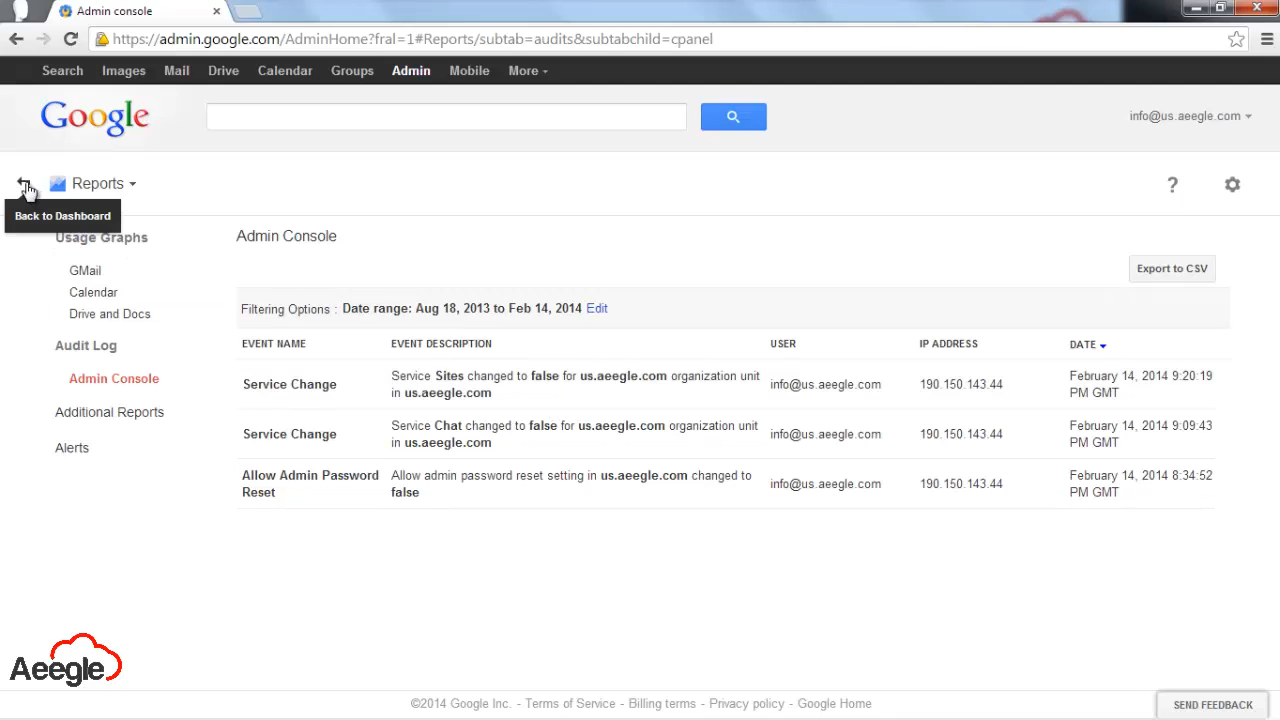 Admin console
https://admin.google.com/AdminHome?fral=1#Reports/subtab=audits&subtabchild=cpanel
Search Images Mail Drive Calendar Groups Admin Mobile More
Google
info@us.aeegle.com
Reports
?
Back to Dashboard
Usage Graphs
GMail
Calendar
Drive and Docs
Audit Log
Admin Console
Additional Reports
Alerts
Admin Console
Export to CSV
Filtering Options : Date range: Aug 18, 2013 to Feb 14, 2014 Edit
EVENT NAME EVENT DESCRIPTION USER IP ADDRESS DATE
Service Change Service Sites changed to false for us.aeegle.com organization unit in us.aeegle.com info@us.aeegle.com 190.150.143.44 February 14, 2014 9:20:19 PM GMT
Service Change Service Chat changed to false for us.aeegle.com organization unit in us.aeegle.com info@us.aeegle.com 190.150.143.44 February 14, 2014 9:09:43 PM GMT
Allow Admin Password Reset Allow admin password reset setting in us.aeegle.com changed to false info@us.aeegle.com 190.150.143.44 February 14, 2014 8:34:52 PM GMT
Aeegle
©2014 Google Inc. - Terms of Service - Billing terms - Privacy policy - Google Home
SEND FEEDBACK